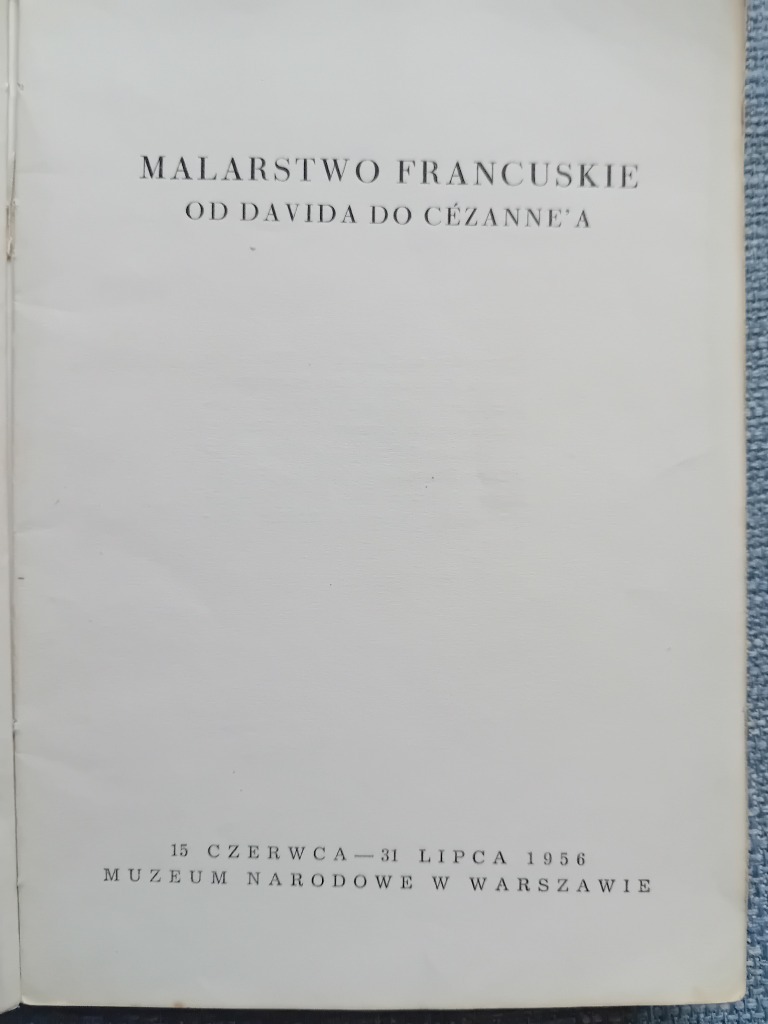 MALARSTWO FRANCUSKIE
OD DAVIDA DO CÉZANNE'A
15 CZERWCA — 31 LIPCA 1956
MUZEUM NARODOWE W WARSZAWIE